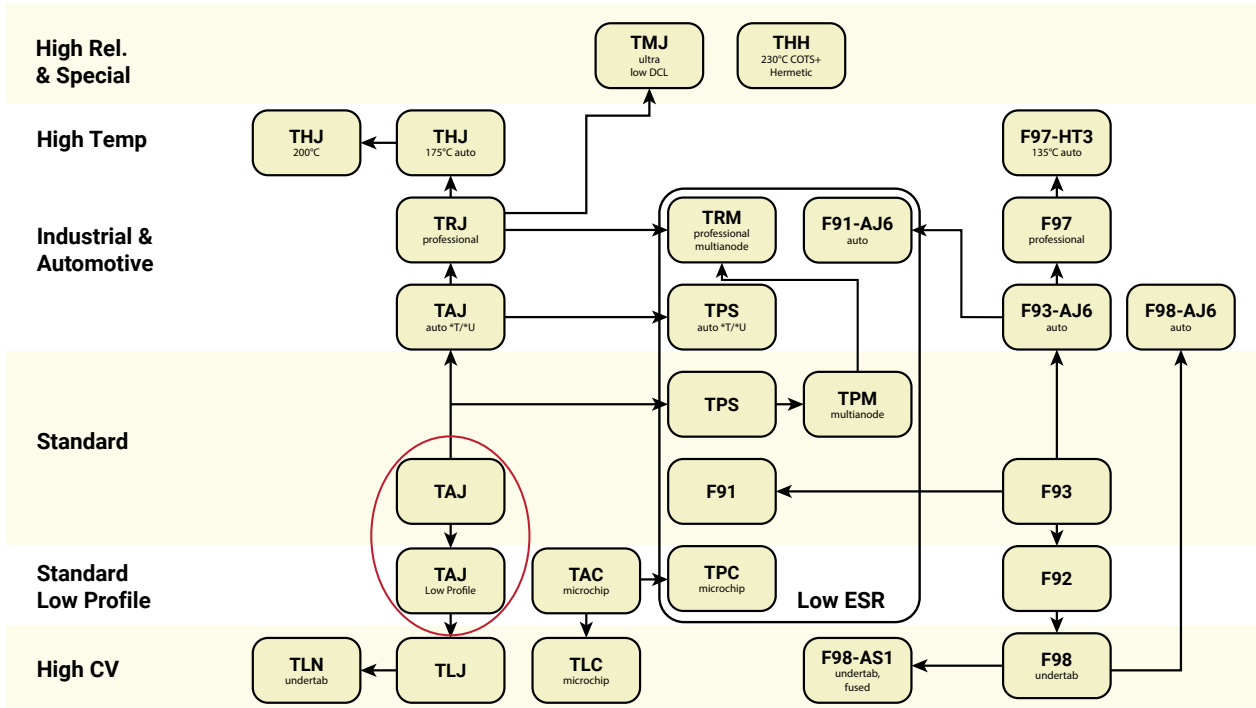 High Rel.
& Special
TMJ
ultra
low DCL
THH
230°C COTS+
Hermetic
High Temp
THJ
200°C
THJ
175°C auto
F97-HT3
135°C auto
Industrial &
Automotive
TRJ
professional
TRM
professional
multianode
F91-AJ6
auto
F97
professional
TAJ
auto *T/*U
TPS
auto *T/*U
F93-AJ6
auto
F98-AJ6
auto
Standard
TPS
TPM
multianode
TAJ
F91
F93
Standard
Low Profile
TAJ
Low Profile
TAC
microchip
TPC
microchip
Low ESR
F92
High CV
TLN
undertab
TLJ
TLC
microchip
F98-AS1
undertab,
fused
F98
undertab